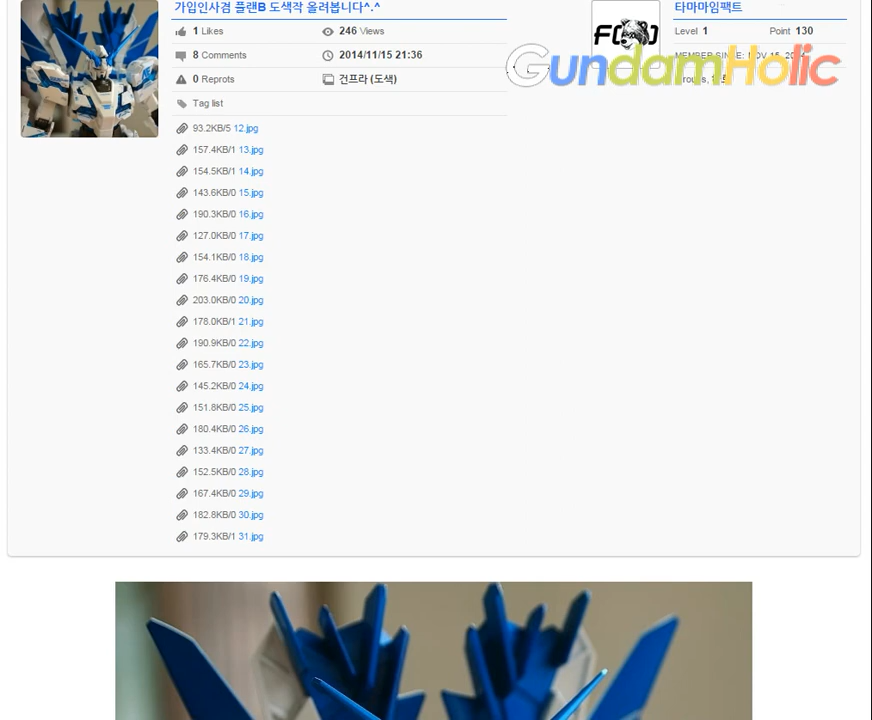 가입인사겸 플랜B 도색작 올려봅니다^.^
1 Likes
246 Views
8 Comments
2014/11/15 21:36
0 Reprots
건프라 (도색)
Tag list
93.2KB/5 12.jpg
157.4KB/1 13.jpg
154.5KB/1 14.jpg
143.6KB/0 15.jpg
190.3KB/0 16.jpg
127.0KB/0 17.jpg
154.1KB/0 18.jpg
176.4KB/0 19.jpg
203.0KB/0 20.jpg
178.0KB/1 21.jpg
190.9KB/0 22.jpg
165.7KB/0 23.jpg
145.2KB/0 24.jpg
151.8KB/0 25.jpg
180.4KB/0 26.jpg
133.4KB/0 27.jpg
152.5KB/0 28.jpg
167.4KB/0 29.jpg
182.8KB/0 30.jpg
179.3KB/1 31.jpg
타마마임팩트
Level 1
Point 130
MEMBER SINCE: NOV 15, 2014
GundamHolic